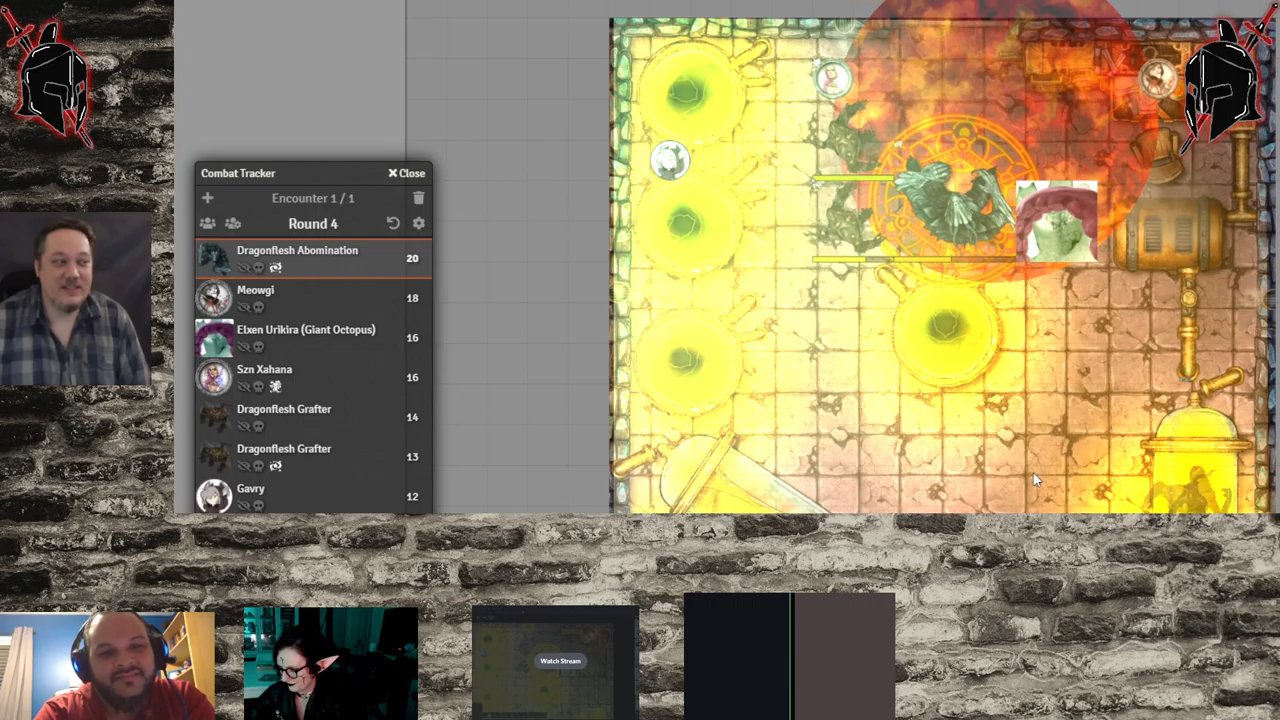 Combat Tracker
Close
Encounter 1 / 1
Round 4
Dragonflesh Abomination
20
Meowgi
18
Elxen Urikira (Giant Octopus)
16
Szn Xahana
16
Dragonflesh Grafter
14
Dragonflesh Grafter
13
Gavry
12
Watch Stream